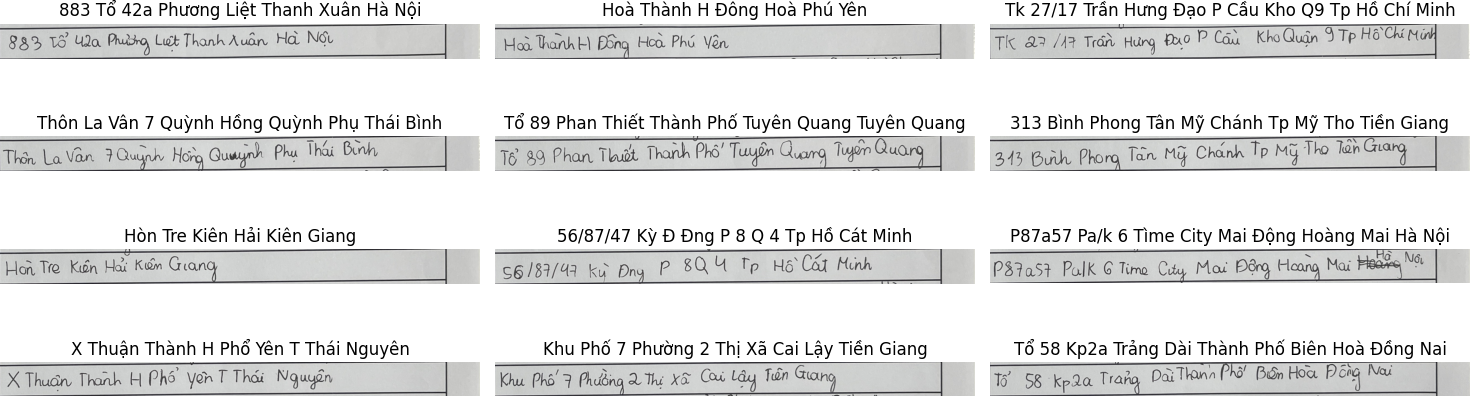 883 Tổ 42a Phương Liệt Thanh Xuân Hà Nội
883 Tổ 42a Phương Liệt Thanh Xuân Hà Nội
Hoà Thành H Đông Hoà Phú Yên
Hoà Thành H Đông Hoà Phú Yên
Tk 27/17 Trần Hưng Đạo P Cầu Kho Q9 Tp Hồ Chí Minh
TK 27/17 Trần Hưng Đạo P Cầu Kho Quận 9 Tp Hồ Chí Minh
Thôn La Vân 7 Quỳnh Hồng Quỳnh Phụ Thái Bình
Thôn La Vân 7 Quỳnh Hồng Quỳnh Phụ Thái Bình
Tổ 89 Phan Thiết Thành Phố Tuyên Quang Tuyên Quang
Tổ 89 Phan Thiết Thành Phố Tuyên Quang Tuyên Quang
313 Bình Phong Tân Mỹ Chánh Tp Mỹ Tho Tiền Giang
313 Bình Phong Tân Mỹ Chánh Tp Mỹ Tho Tiền Giang
Hòn Tre Kiên Hải Kiên Giang
Hòn Tre Kiên Hải Kiên Giang
56/87/47 Kỳ Đ Đng P 8 Q 4 Tp Hồ Cát Minh
56/87/47 Kỳ Đny P 8Q 4 Tp Hồ Cát Minh
P87a57 Pa/k 6 Tìme City Mai Động Hoàng Mai Hà Nội
P87a57 Pa/k 6 Time City Mai Động Hoàng Mai Hà Nội
X Thuận Thành H Phổ Yên T Thái Nguyên
X Thuận Thành H Phổ Yên T Thái Nguyên
Khu Phố 7 Phường 2 Thị Xã Cai Lậy Tiền Giang
Khu Phố 7 Phường 2 Thị Xã Cai Lậy Tiền Giang
Tổ 58 Kp2a Trảng Dài Thành Phố Biên Hoà Đồng Nai
Tổ 58 Kp2a Trảng Dài Thành Phố Biên Hòa Đồng Nai